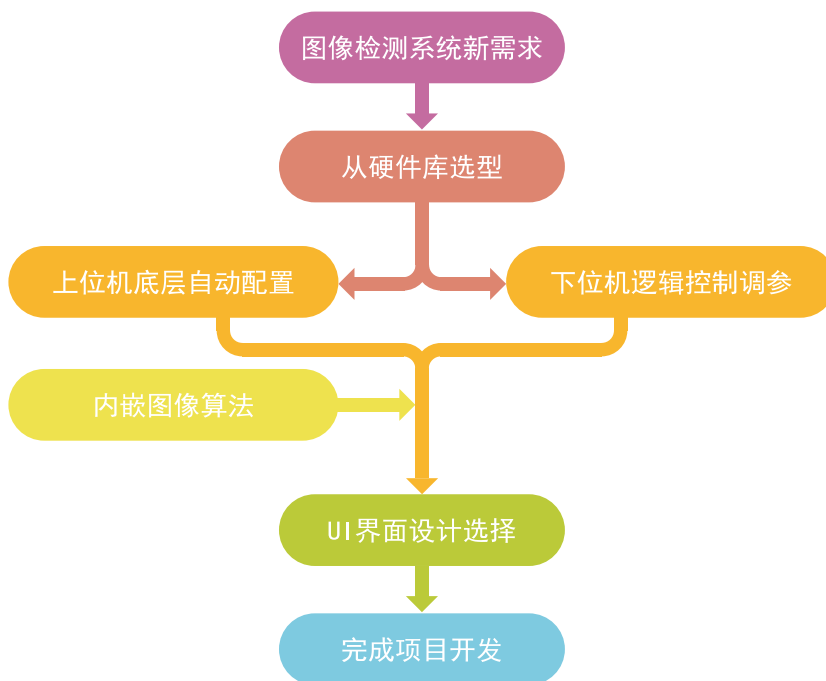 图像检测系统新需求
从硬件库选型
上位机底层自动配置
下位机逻辑控制调参
内嵌图像算法
UI界面设计选择
完成项目开发